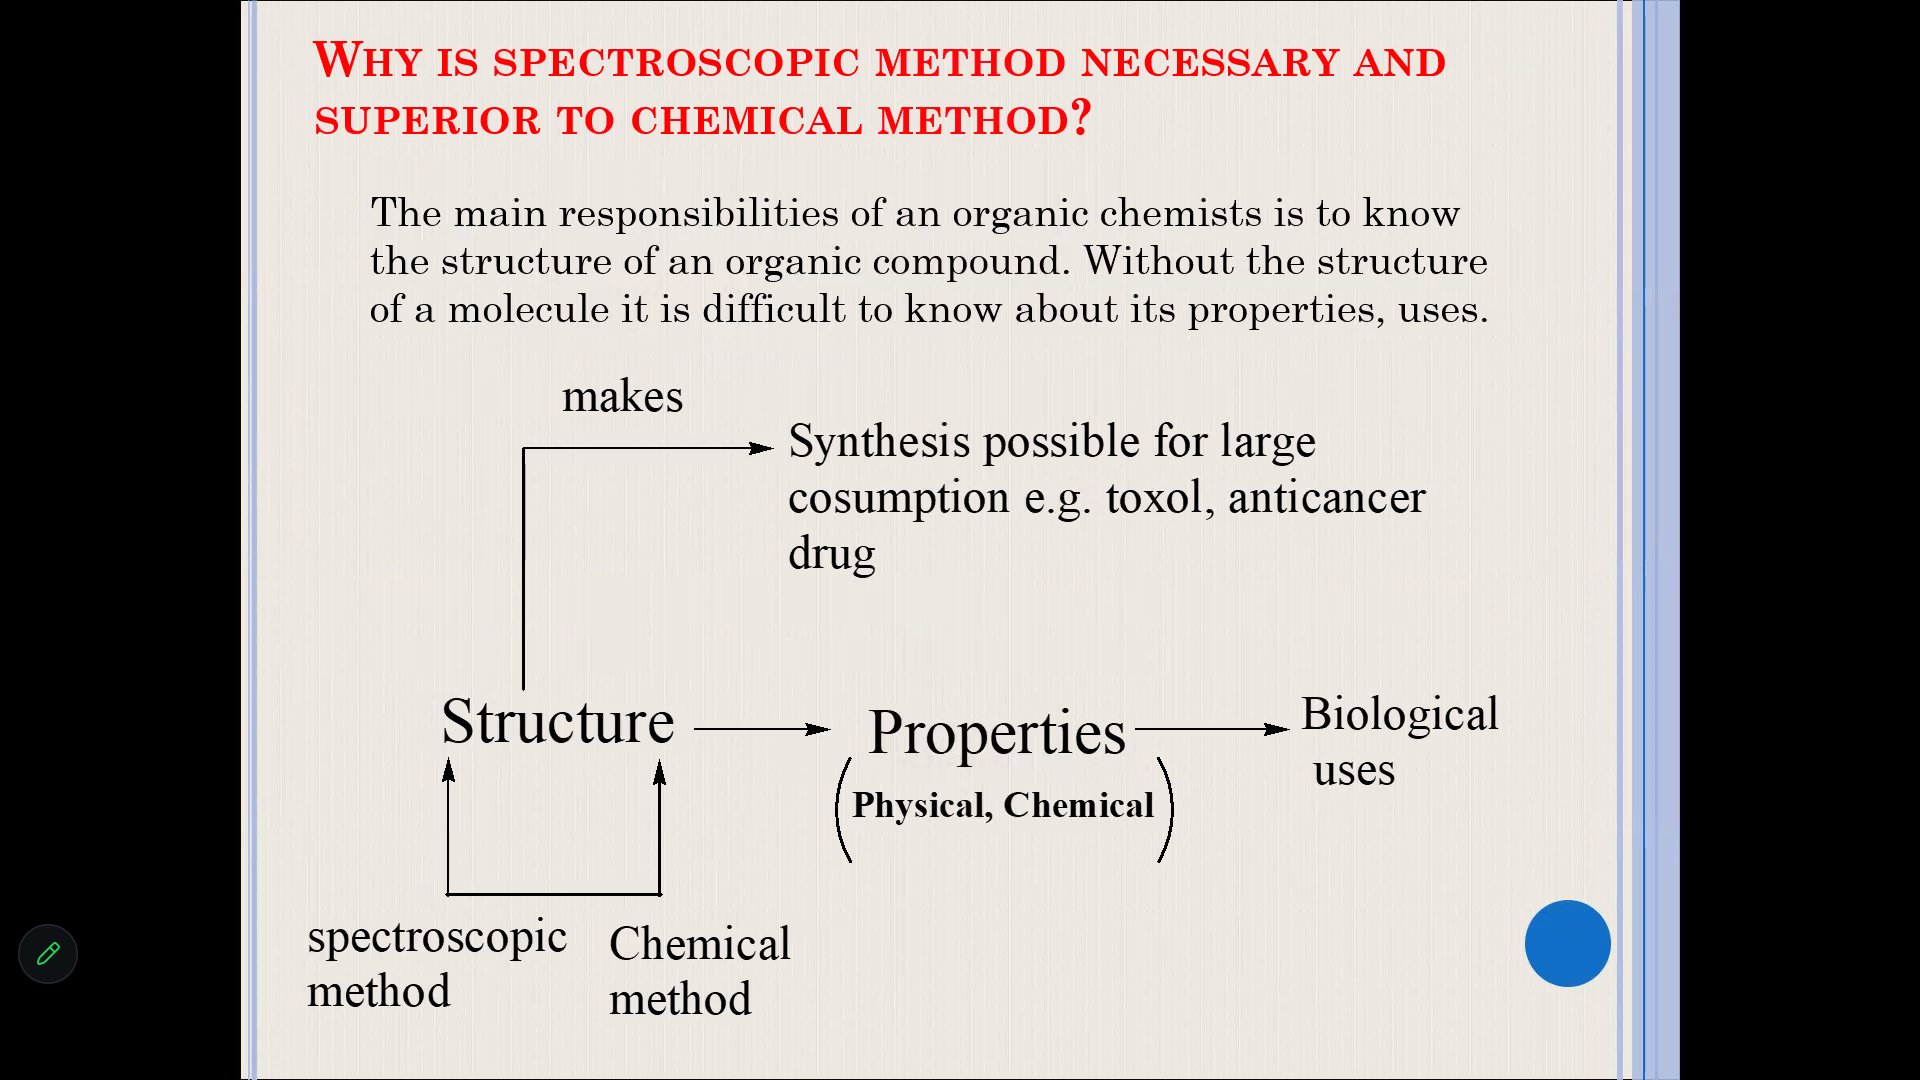 Why is spectroscopic method necessary and
superior to chemical method?
The main responsibilities of an organic chemists is to know
the structure of an organic compound. Without the structure
of a molecule it is difficult to know about its properties, uses.
makes
Synthesis possible for large
cosumption e.g. toxol, anticancer
drug
Structure
Properties
(Physical, Chemical)
Biological
uses
spectroscopic
method
Chemical
method